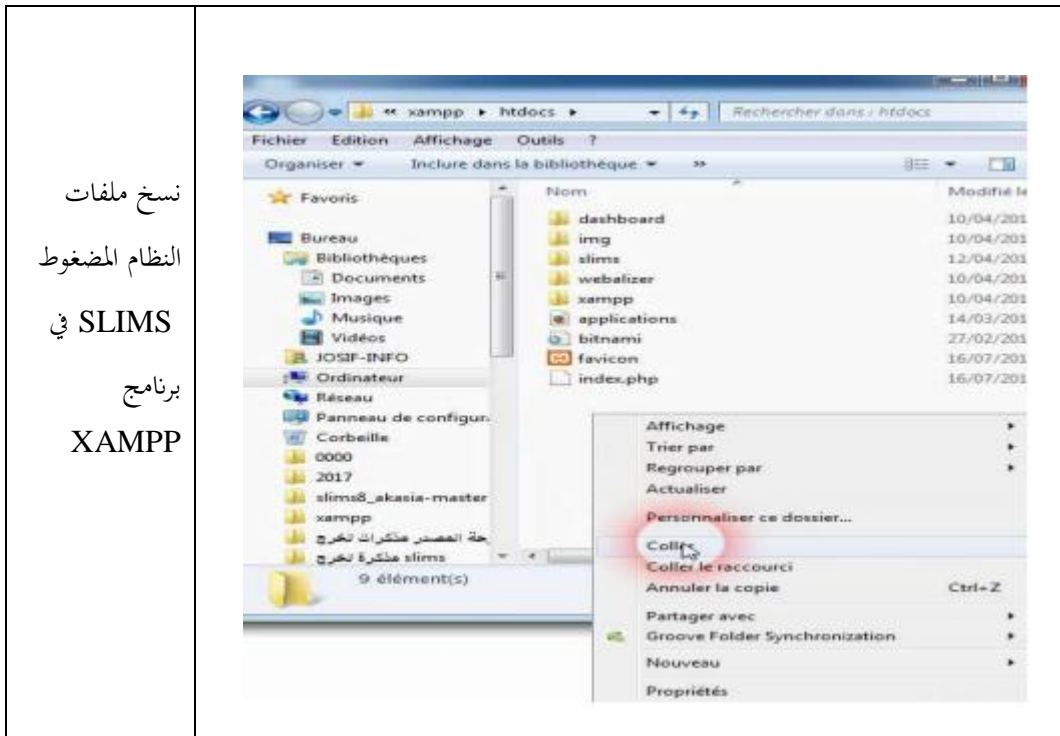 نسخ ملفات
النظام المضغوط
SLIMS في
برنامج
XAMPP
« xampp ▸ htdocs ▸
Rechercher dans : htdocs
Fichier Edition Affichage Outils ?
Organiser Inclure dans la bibliothèque »
Favoris
Bureau
Bibliothèques
Documents
Images
Musique
Vidéos
JOSIF-INFO
Ordinateur
Réseau
Panneau de configur
Corbeille
0000
2017
slims8_akasia-master
xampp
حة المصدر مذكرات تخرج
slims مذكرة تخرج
9 élément(s)
Nom Modifié le
dashboard 10/04/201
img 10/04/201
slims 12/04/201
webalizer 10/04/201
xampp 10/04/201
applications 14/03/201
bitnami 27/02/201
favicon 16/07/201
index.php 16/07/201
Affichage
Trier par
Regrouper par
Actualiser
Personnaliser ce dossier...
Coller
Coller le raccourci
Annuler la copie Ctrl+Z
Partager avec
Groove Folder Synchronization
Nouveau
Propriétés